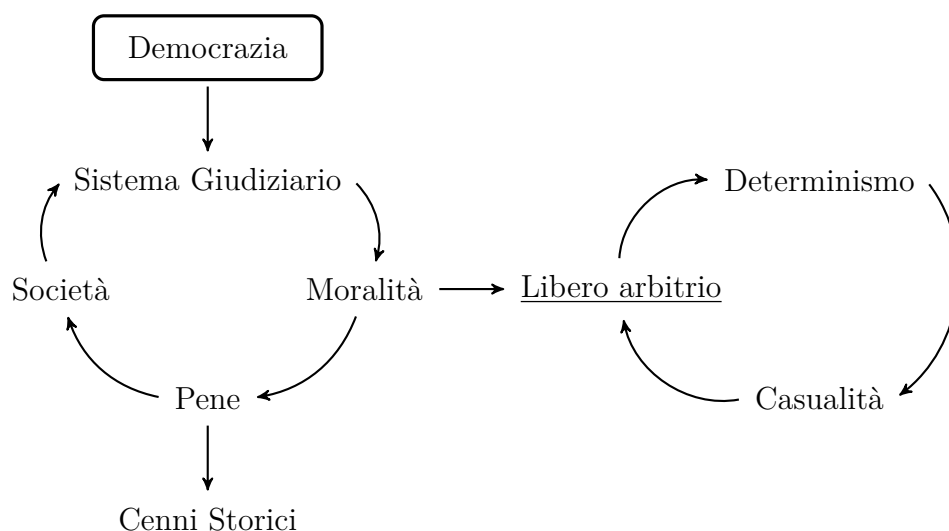 Democrazia
Sistema Giudiziario
Determinismo
Società
Moralità
Libero arbitrio
Pene
Casualità
Cenni Storici